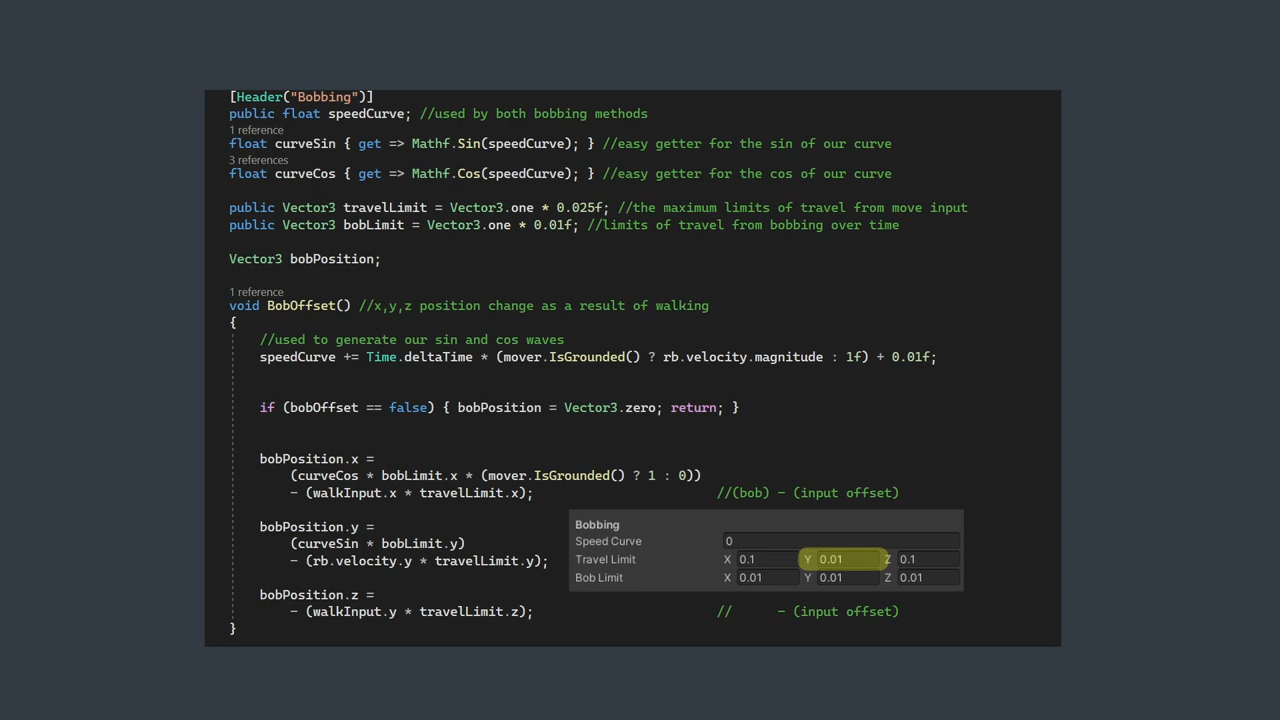 [Header("Bobbing")]
public float speedCurve; //used by both bobbing methods
1 reference
float curveSin { get => Mathf.Sin(speedCurve); } //easy getter for the sin of our curve
3 references
float curveCos { get => Mathf.Cos(speedCurve); } //easy getter for the cos of our curve
public Vector3 travelLimit = Vector3.one * 0.025f; //the maximum limits of travel from move input
public Vector3 bobLimit = Vector3.one * 0.01f; //limits of travel from bobbing over time
Vector3 bobPosition;
1 reference
void BobOffset() //x,y,z position change as a result of walking
{
//used to generate our sin and cos waves
speedCurve += Time.deltaTime * (mover.IsGrounded() ? rb.velocity.magnitude : 1f) + 0.01f;
if (bobOffset == false) { bobPosition = Vector3.zero; return; }
bobPosition.x =
(curveCos * bobLimit.x * (mover.IsGrounded() ? 1 : 0))
- (walkInput.x * travelLimit.x); //(bob) - (input offset)
bobPosition.y =
(curveSin * bobLimit.y)
- (rb.velocity.y * travelLimit.y);
bobPosition.z =
- (walkInput.y * travelLimit.z); // - (input offset)
}
Bobbing
Speed Curve 0
Travel Limit X 0.1 Y 0.01 Z 0.1
Bob Limit X 0.01 Y 0.01 Z 0.01